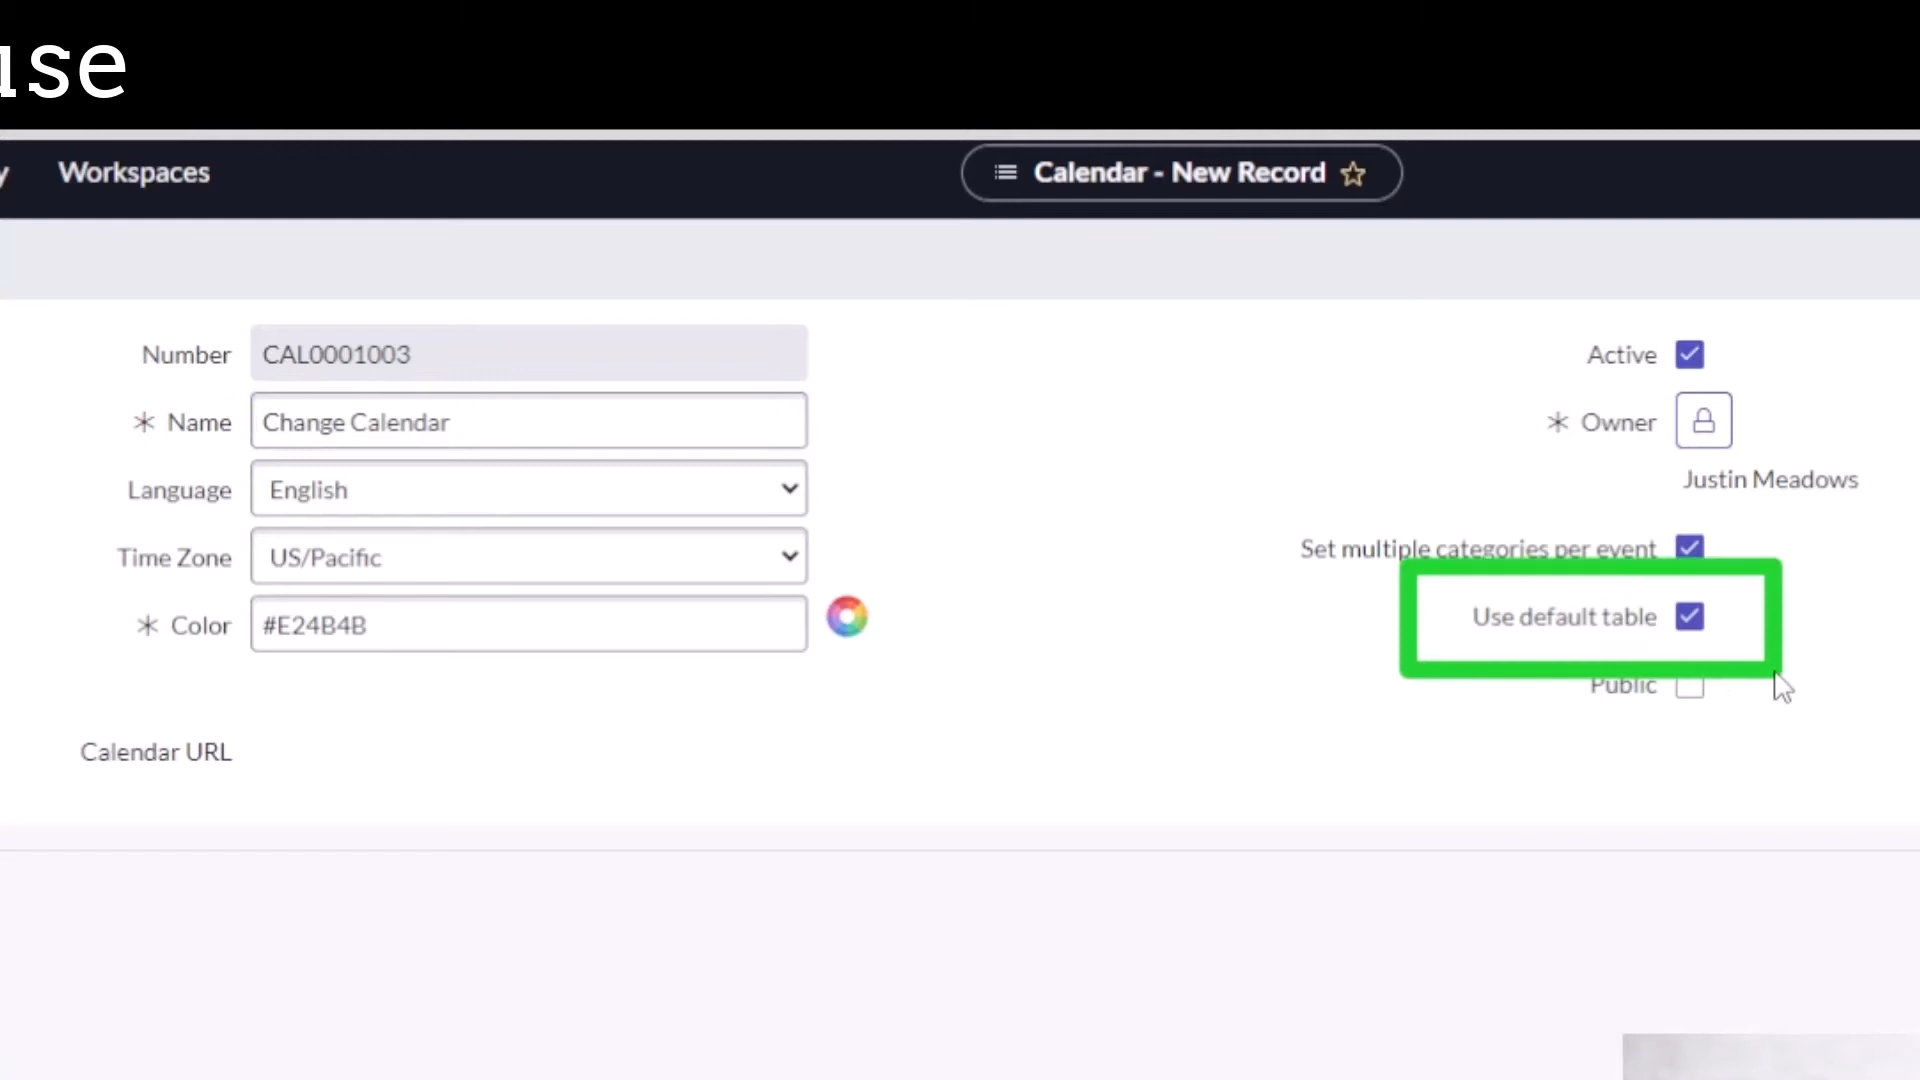 use
Workspaces
Calendar - New Record
Number CAL0001003
Active
* Name Change Calendar
* Owner
Language English
Justin Meadows
Set multiple categories per event
Time Zone US/Pacific
* Color #E24B4B
Use default table
Public
Calendar URL